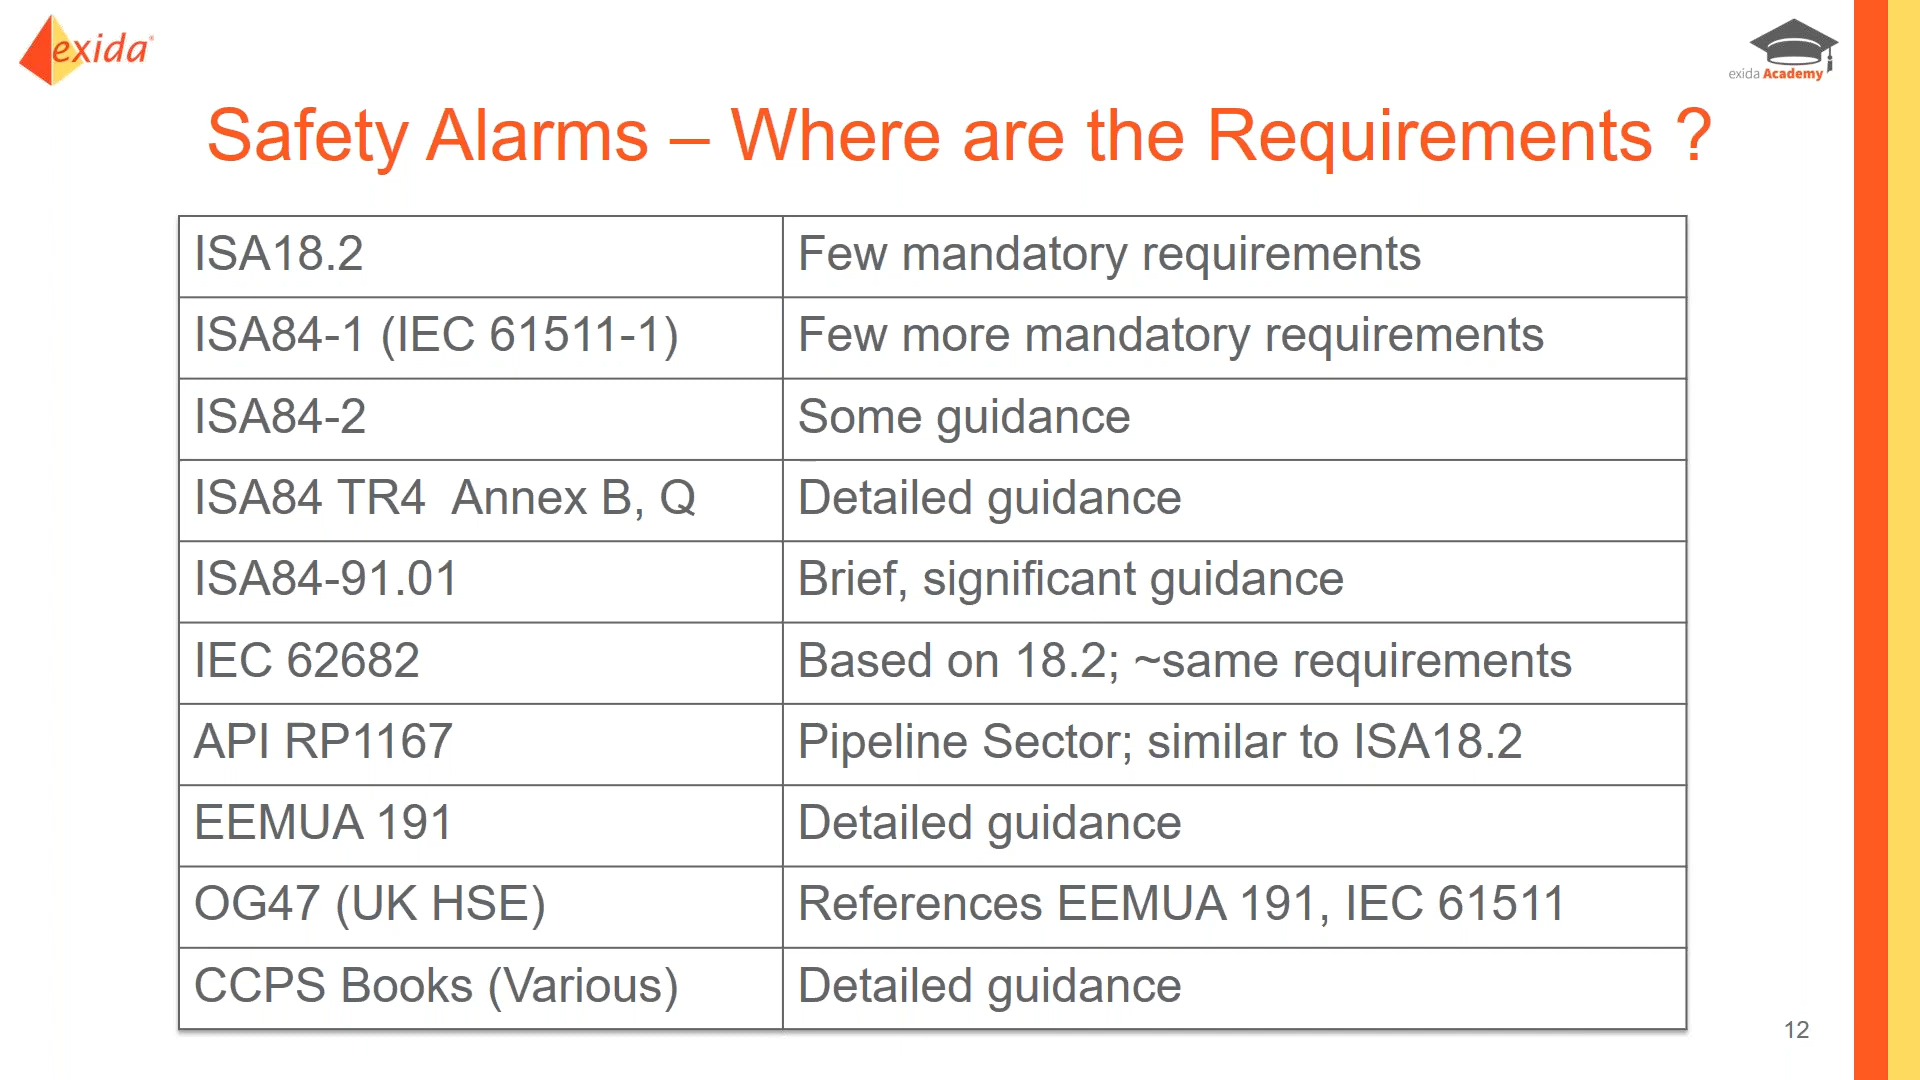 exida
exida Academy
Safety Alarms – Where are the Requirements ?
ISA18.2 Few mandatory requirements
ISA84-1 (IEC 61511-1) Few more mandatory requirements
ISA84-2 Some guidance
ISA84 TR4  Annex B, Q Detailed guidance
ISA84-91.01 Brief, significant guidance
IEC 62682 Based on 18.2; ~same requirements
API RP1167 Pipeline Sector; similar to ISA18.2
EEMUA 191 Detailed guidance
OG47 (UK HSE) References EEMUA 191, IEC 61511
CCPS Books (Various) Detailed guidance
12